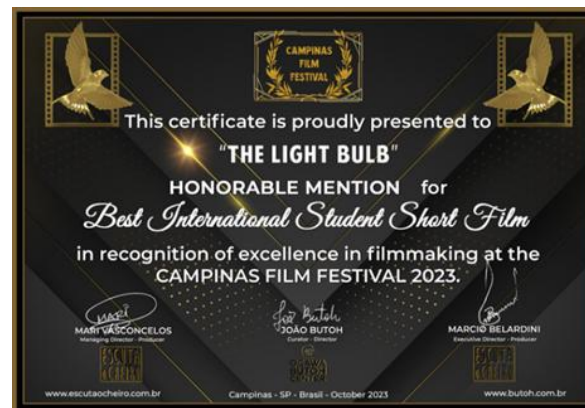 CAMPINAS
FILM
FESTIVAL
This certificate is proudly presented to
"THE LIGHT BULB"
HONORABLE MENTION for
Best International Student Short Film
in recognition of excellence in filmmaking at the
CAMPINAS FILM FESTIVAL 2023.
MARI VASCONCELOS
Managing Director - Producer
João Butoh
JOÃO BUTOH
Curator - Director
MARCIO BELARDINI
Executive Director - Producer
www.escutaocheiro.com.br
Campinas - SP - Brasil - October 2023
www.butoh.com.br